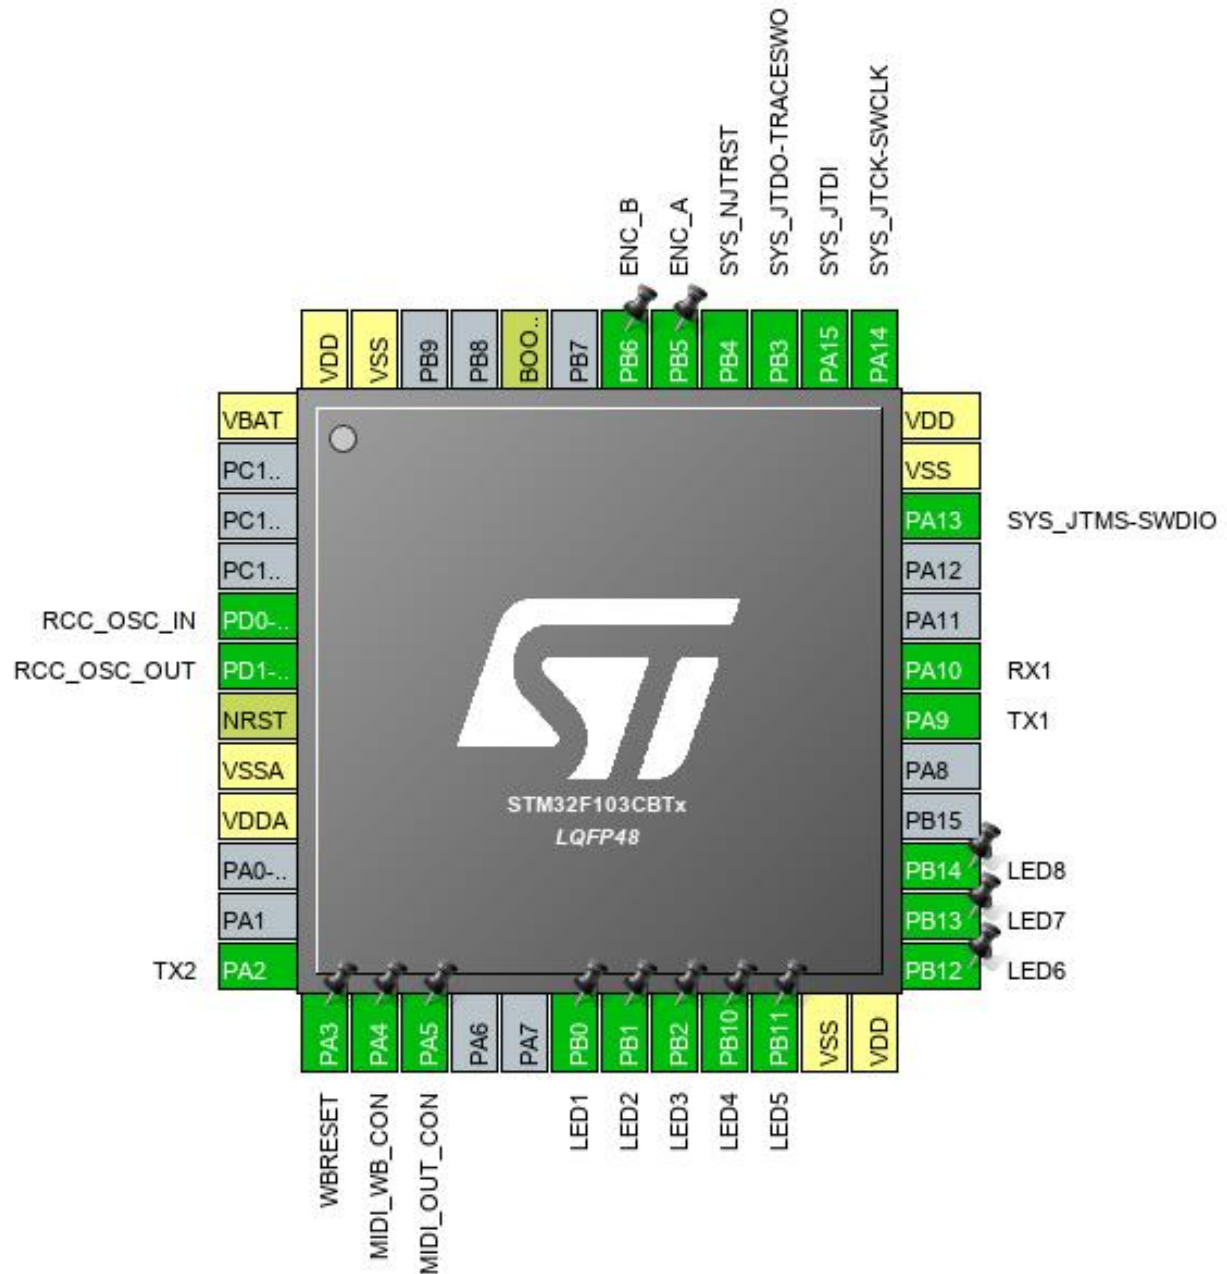 ENC_B
ENC_A
SYS_NJTRST
SYS_JTDO-TRACESWO
SYS_JTDI
SYS_JTCK-SWCLK
VDD
VSS
PB9
PB8
BOO..
PB7
PB6
PB5
PB4
PB3
PA15
PA14
VBAT
PC1..
PC1..
PC1..
RCC_OSC_IN PD0-..
RCC_OSC_OUT PD1-..
NRST
VSSA
VDDA
PA0-..
PA1
TX2 PA2
VDD
VSS
PA13 SYS_JTMS-SWDIO
PA12
PA11
PA10 RX1
PA9 TX1
PA8
PB15
PB14 LED8
PB13 LED7
PB12 LED6
ST
STM32F103CBTx
LQFP48
PA3
PA4
PA5
PA6
PA7
PB0
PB1
PB2
PB10
PB11
VSS
VDD
WBRESET
MIDI_WB_CON
MIDI_OUT_CON
LED1
LED2
LED3
LED4
LED5